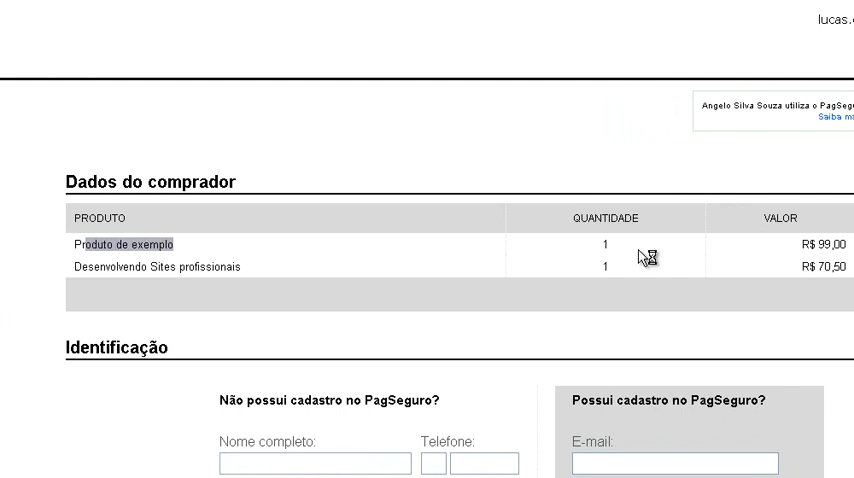 lucas.
Angelo Silva Souza utiliza o
Saiba
Dados do comprador
PRODUTO QUANTIDADE VALOR
Produto de exemplo 1 R$ 99,00
Desenvolvendo Sites profissionais 1 R$ 70,50
Identificação
Não possui cadastro no PagSeguro? Possui cadastro no PagSeguro?
Nome completo: Telefone: E-mail: